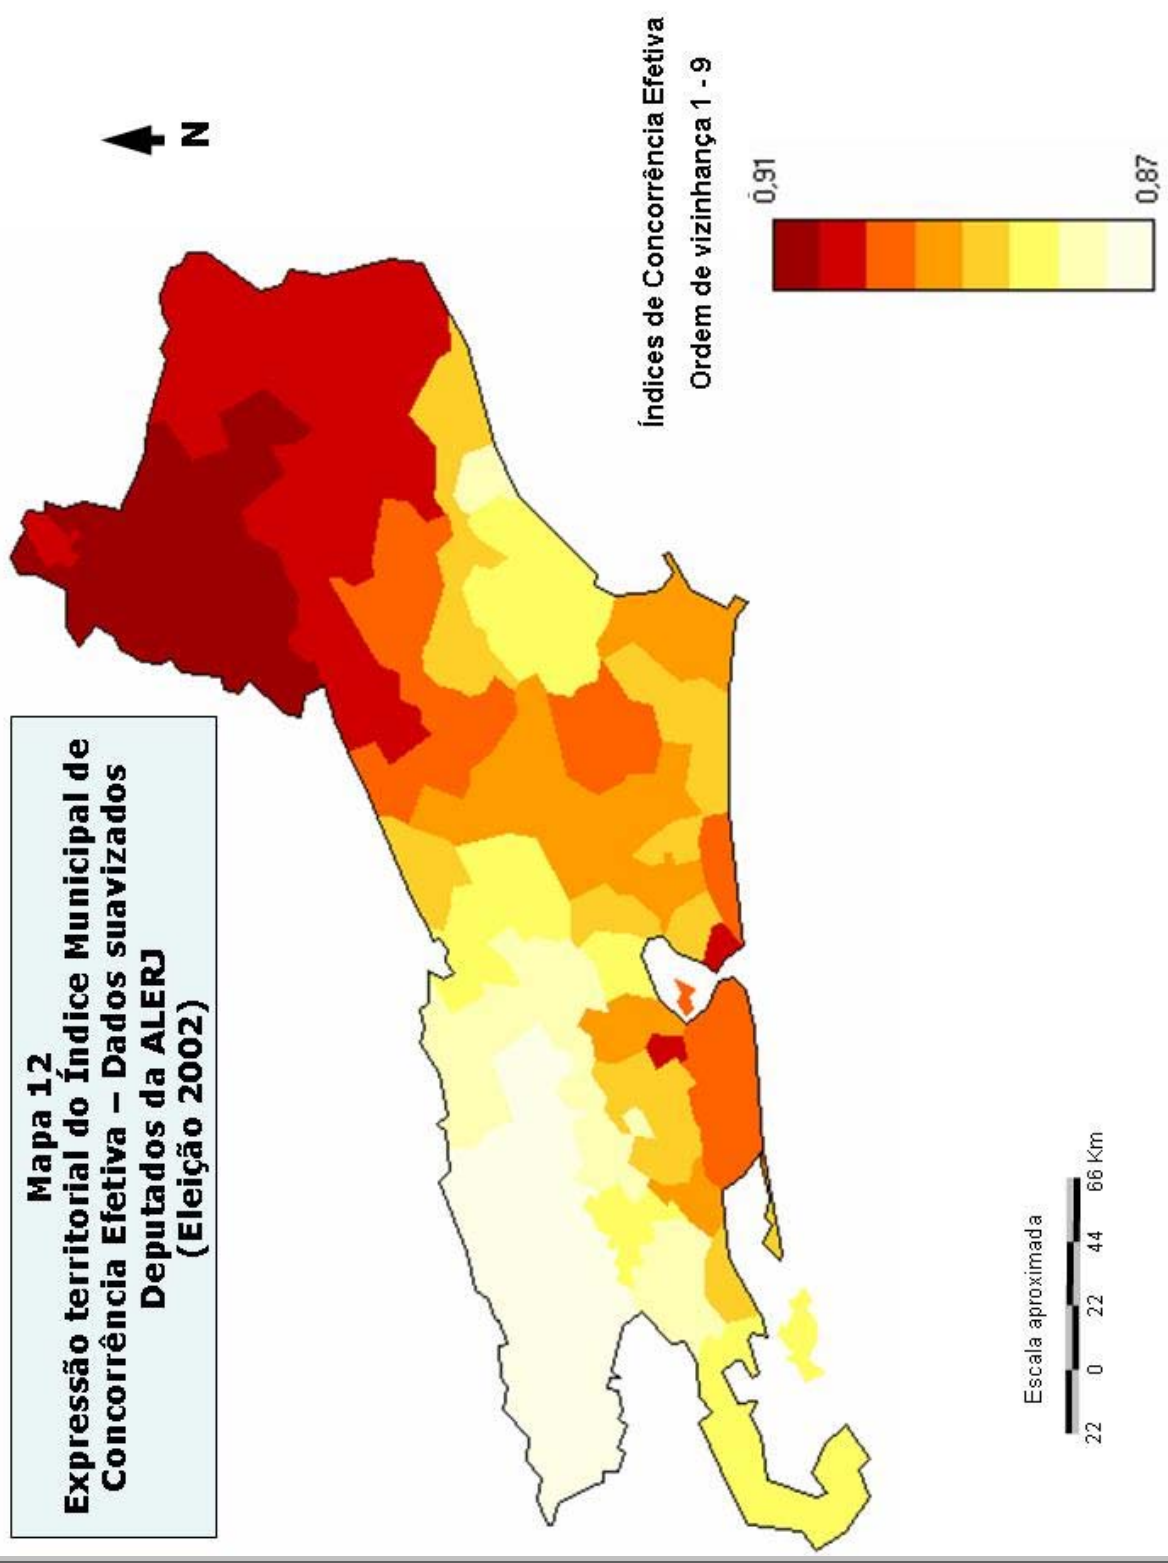 Mapa 12
Expressão territorial do Índice Municipal de
Concorrência Efetiva – Dados suavizados
Deputados da ALERJ
(Eleição 2002)
N
Índices de Concorrência Efetiva
Ordem de vizinhança 1 - 9
0,91
0,87
Escala aproximada
22 0 22 44 66 Km